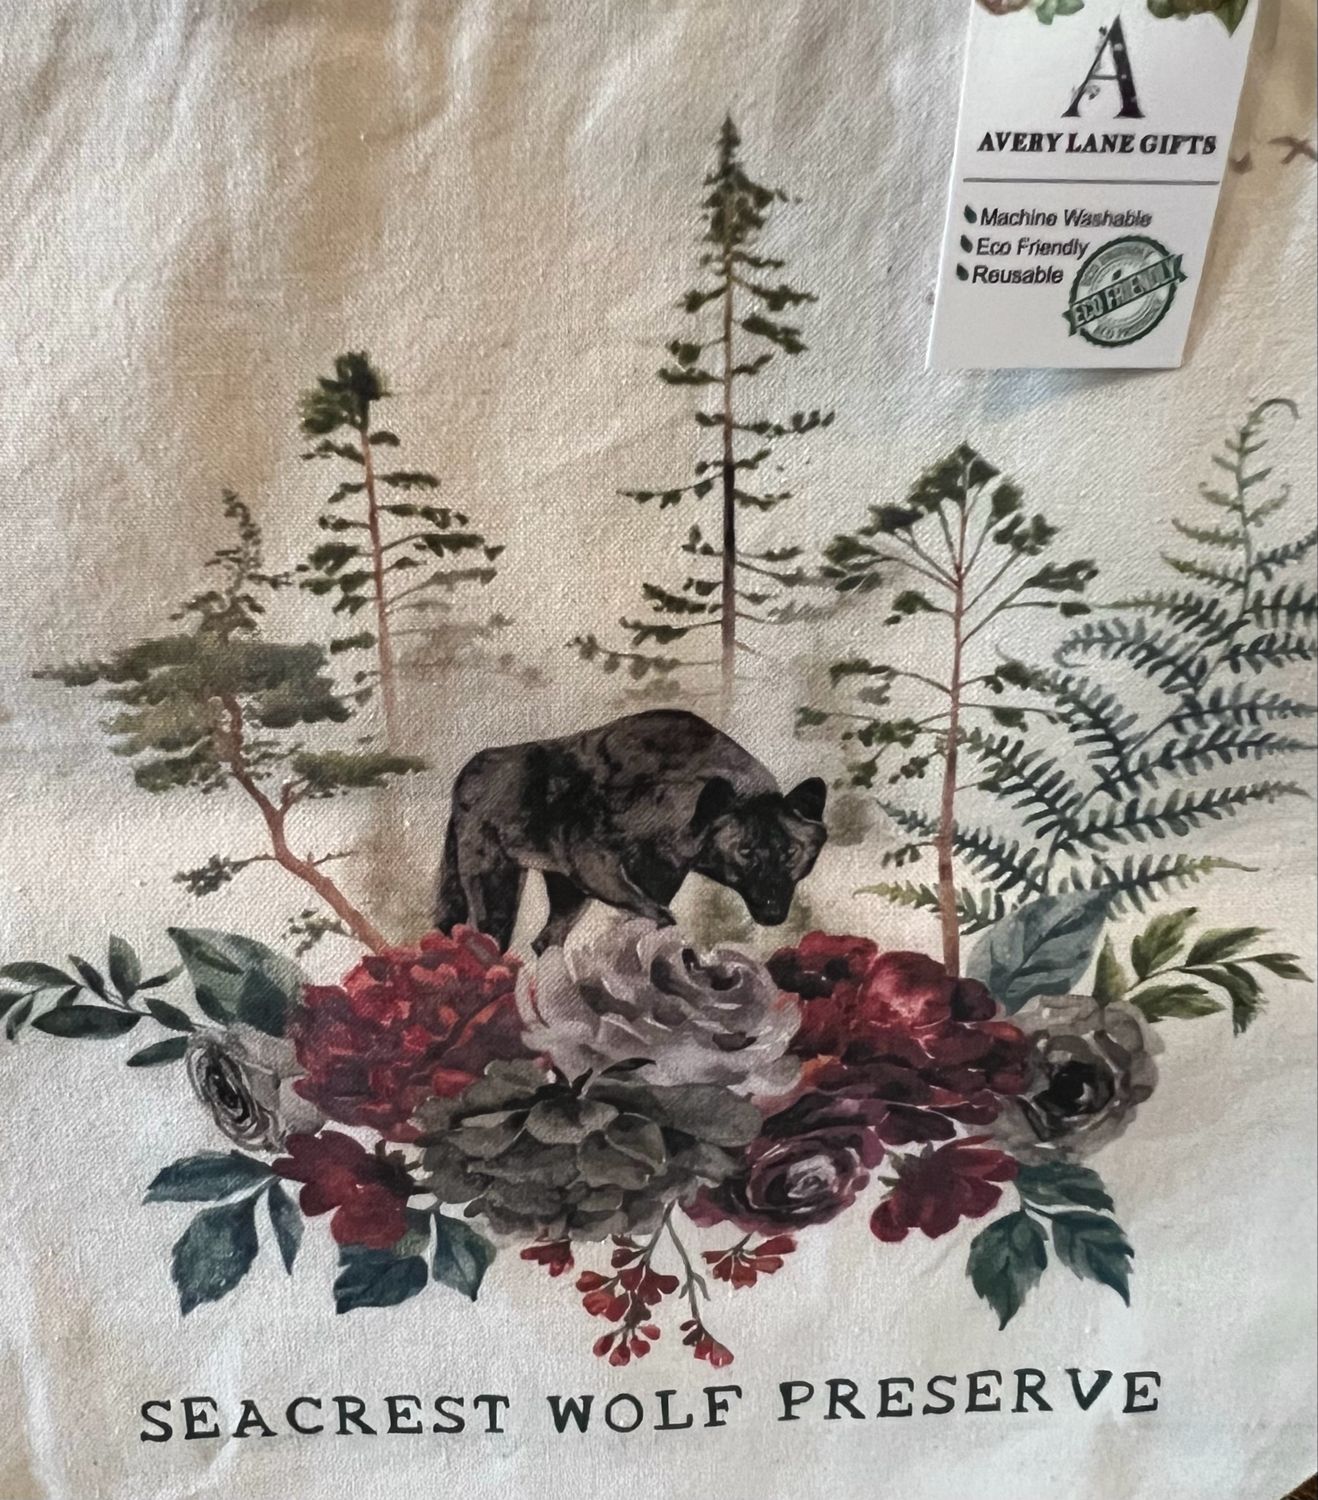 A
AVERY LANE GIFTS
Machine Washable
Eco Friendly
Reusable
ECO FRIENDLY
SEACREST WOLF PRESERVE